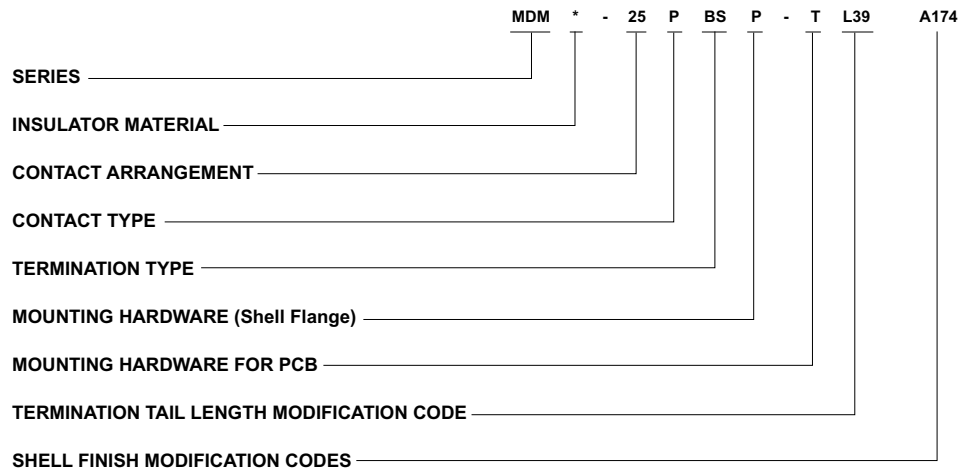 MDM * - 25 P BS P - T L39 A174
SERIES
INSULATOR MATERIAL
CONTACT ARRANGEMENT
CONTACT TYPE
TERMINATION TYPE
MOUNTING HARDWARE (Shell Flange)
MOUNTING HARDWARE FOR PCB
TERMINATION TAIL LENGTH MODIFICATION CODE
SHELL FINISH MODIFICATION CODES